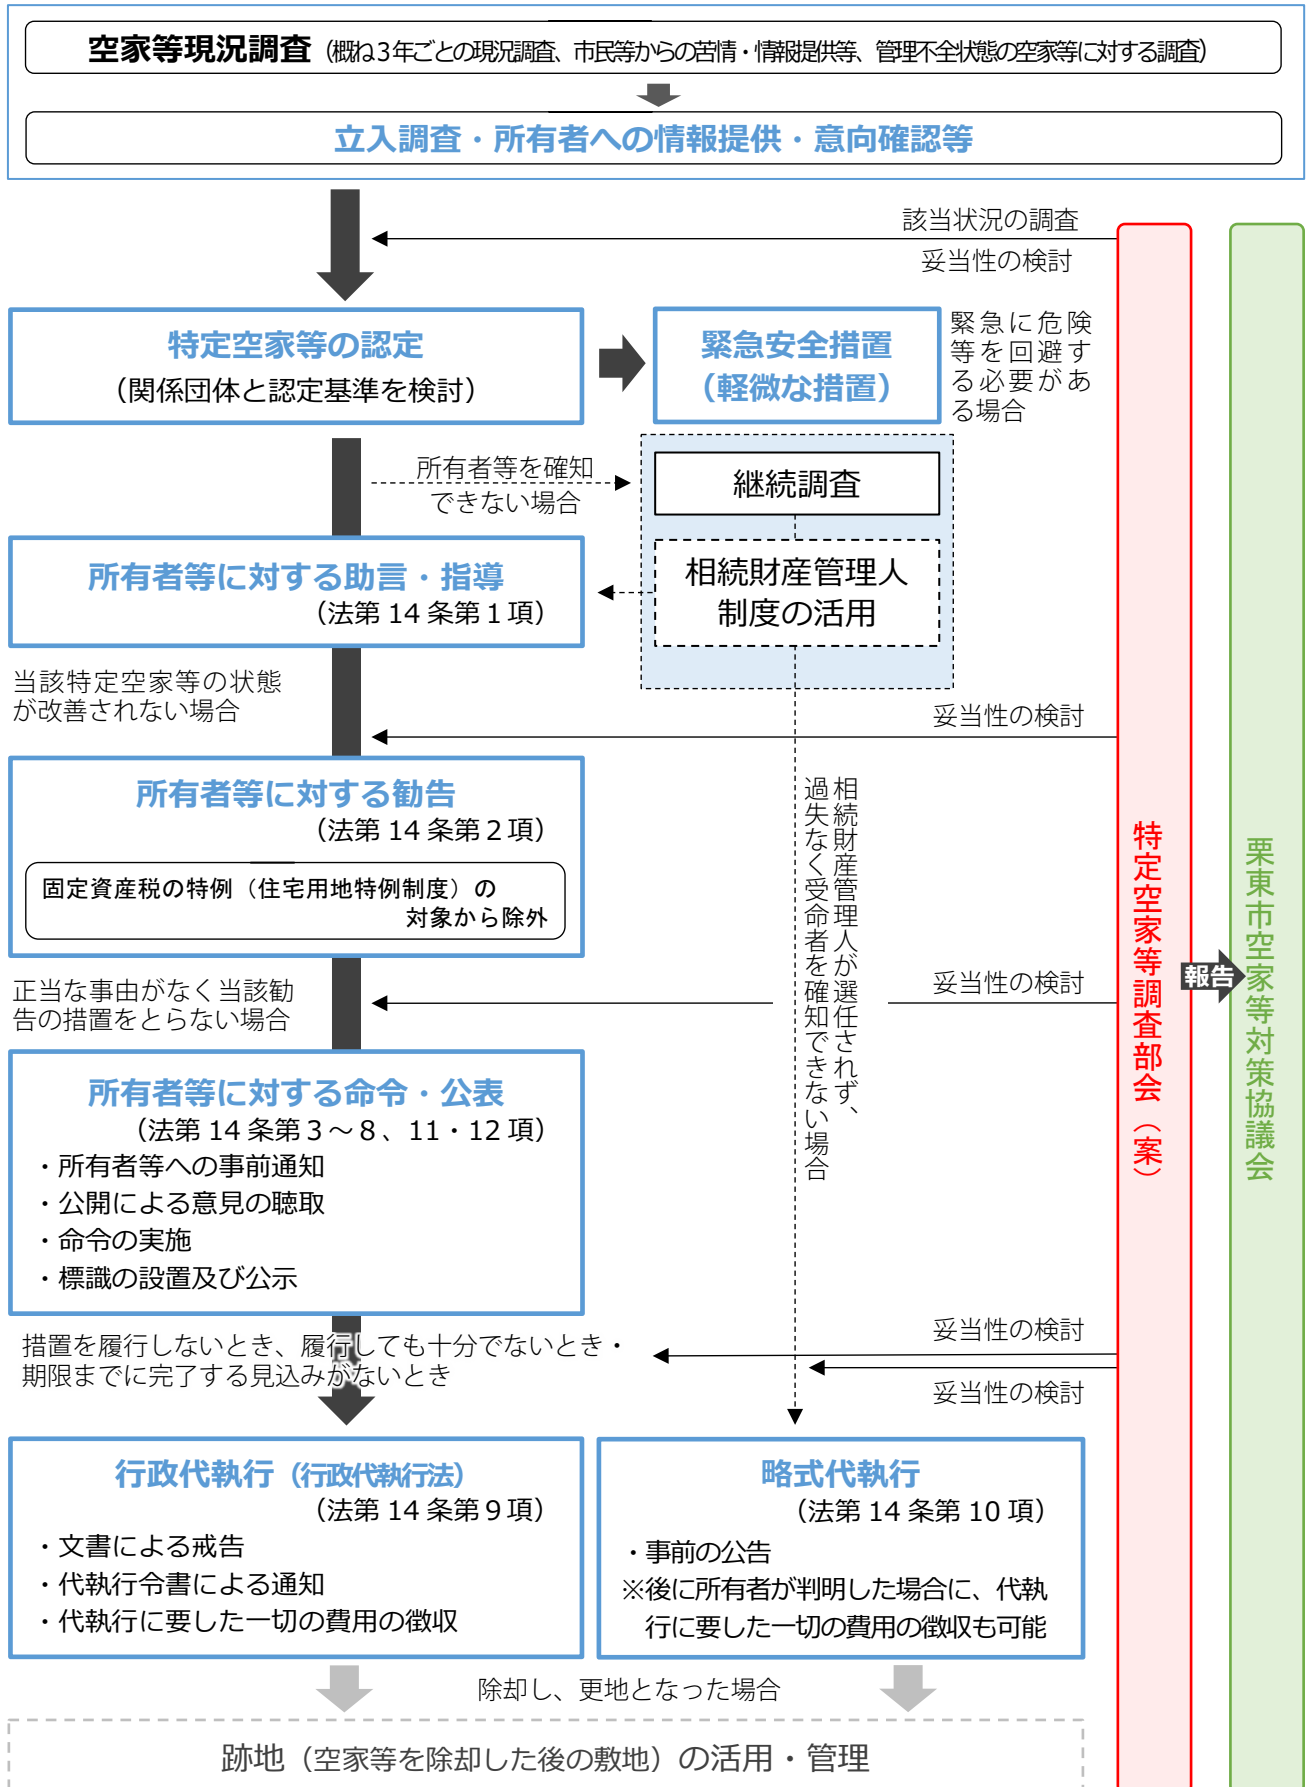 空家等現況調査（概ね３年ごとの現況調査、市民等からの苦情・情報提供等、管理不全状態の空家等に対する調査）
立入調査・所有者への情報提供・意向確認等
該当状況の調査
妥当性の検討
特定空家等の認定
（関係団体と認定基準を検討）
緊急安全措置
（軽微な措置）
緊急に危険
等を回避す
る必要があ
る場合
所有者等を確知
できない場合
継続調査
相続財産管理人
制度の活用
所有者等に対する助言・指導
（法第 14 条第１項）
当該特定空家等の状態
が改善されない場合
妥当性の検討
所有者等に対する勧告
（法第 14 条第２項）
固定資産税の特例（住宅用地特例制度）の
対象から除外
相続財産管理人が選任されず、
過失なく受命者を確知できない場合
特定空家等調査部会（案）
報告
栗東市空家等対策協議会
正当な事由がなく当該勧
告の措置をとらない場合
妥当性の検討
所有者等に対する命令・公表
（法第 14 条第３～８、11・12 項）
・所有者等への事前通知
・公開による意見の聴取
・命令の実施
・標識の設置及び公示
措置を履行しないとき、履行しても十分でないとき・
期限までに完了する見込みがないとき
妥当性の検討
妥当性の検討
行政代執行（行政代執行法）
（法第 14 条第９項）
・文書による戒告
・代執行令書による通知
・代執行に要した一切の費用の徴収
略式代執行
（法第 14 条第 10 項）
・事前の公告
※後に所有者が判明した場合に、代執
行に要した一切の費用の徴収も可能
除却し、更地となった場合
跡地（空家等を除却した後の敷地）の活用・管理